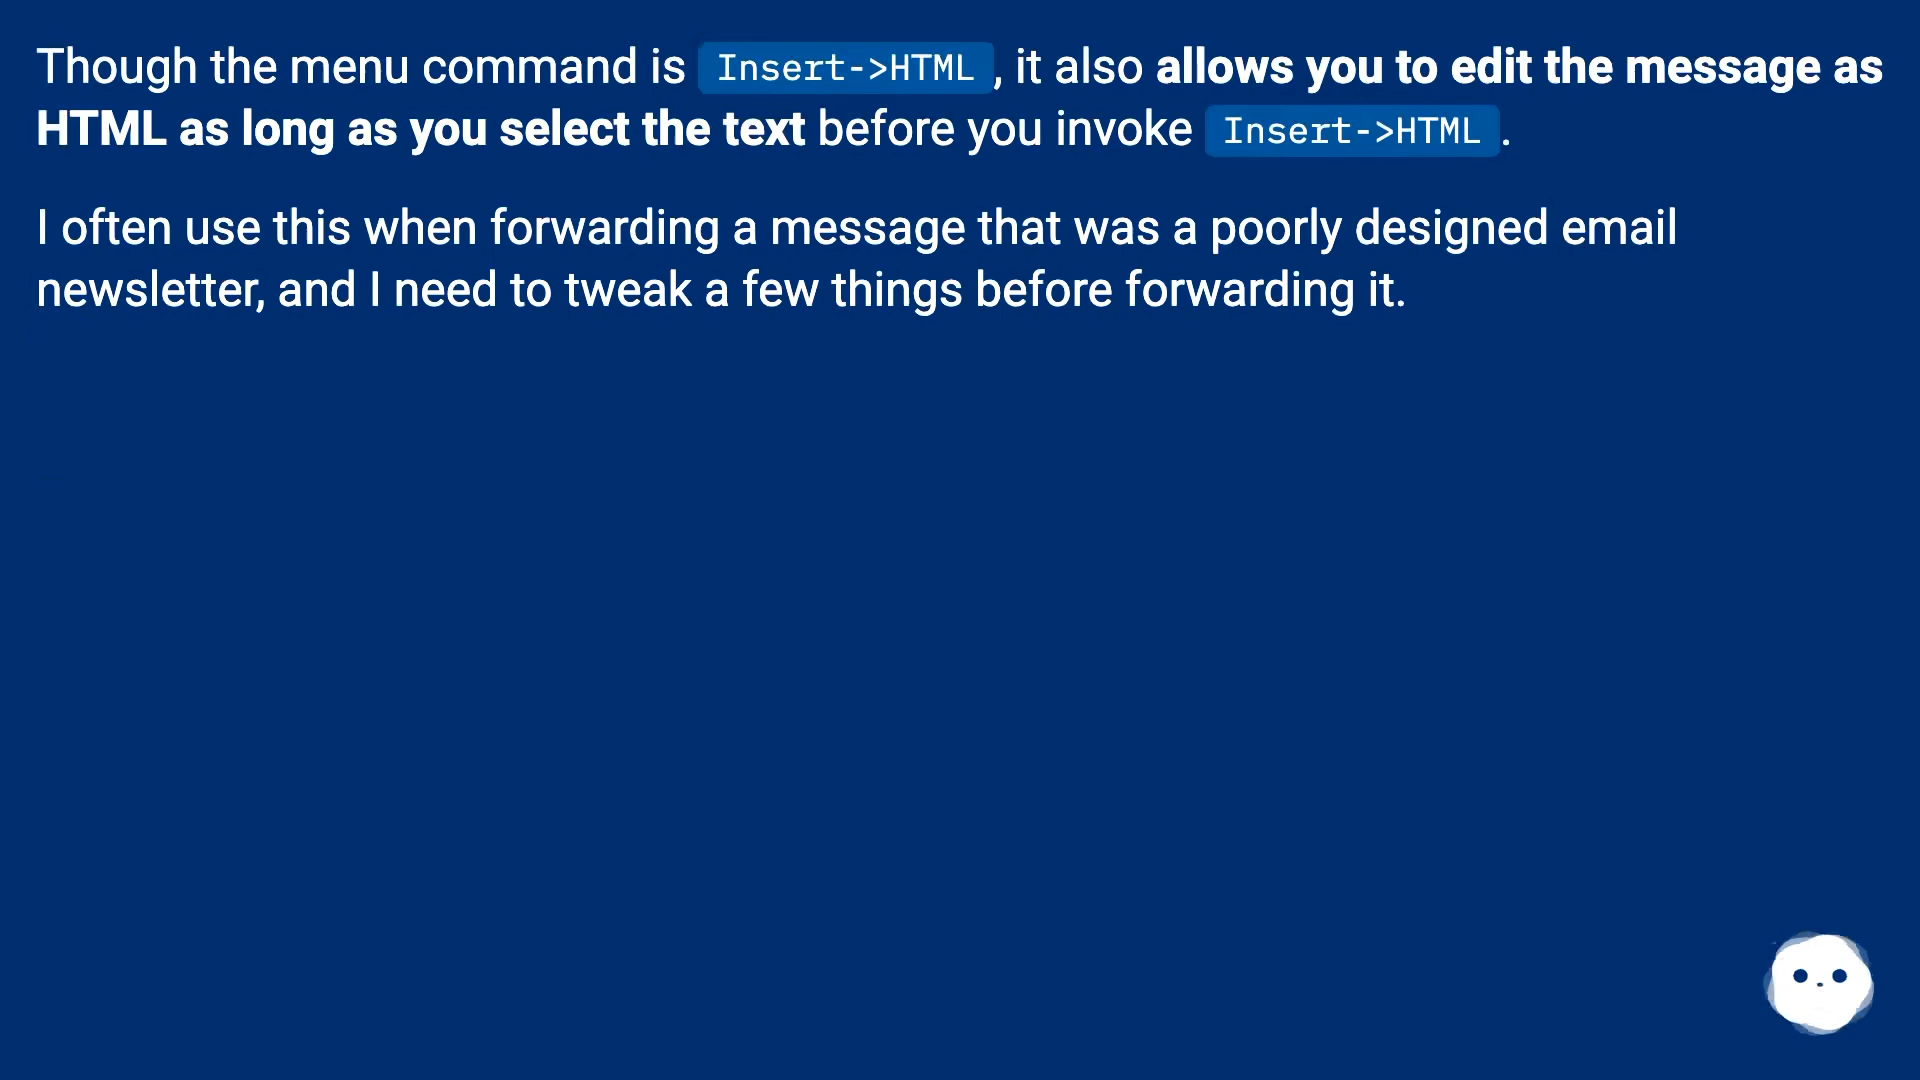 Though the menu command is Insert->HTML, it also allows you to edit the message as
HTML as long as you select the text before you invoke Insert->HTML.
I often use this when forwarding a message that was a poorly designed email
newsletter, and I need to tweak a few things before forwarding it.